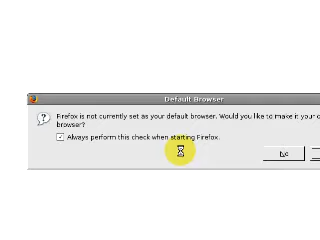 Default Browser
Firefox is not currently set as your default browser. Would you like to make it your
browser?
Always perform this check when starting Firefox.
No